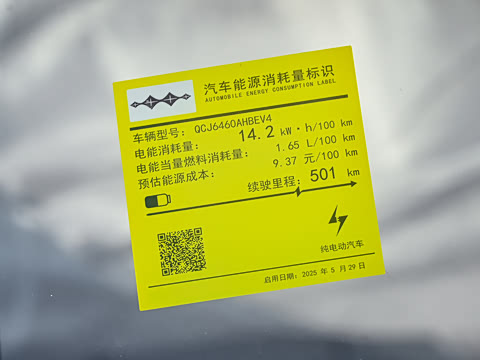 汽车能源消耗量标识
AUTOMOBILE ENERGY CONSUMPTION LABEL
车辆型号: QCJ6460AHBEV4
电能消耗量: 14.2 kW·h/100 km
电能当量燃料消耗量: 1.65 L/100 km
预估能源成本: 9.37 元/100 km
续驶里程: 501 km
纯电动汽车
启用日期: 2025 年 5 月 29 日